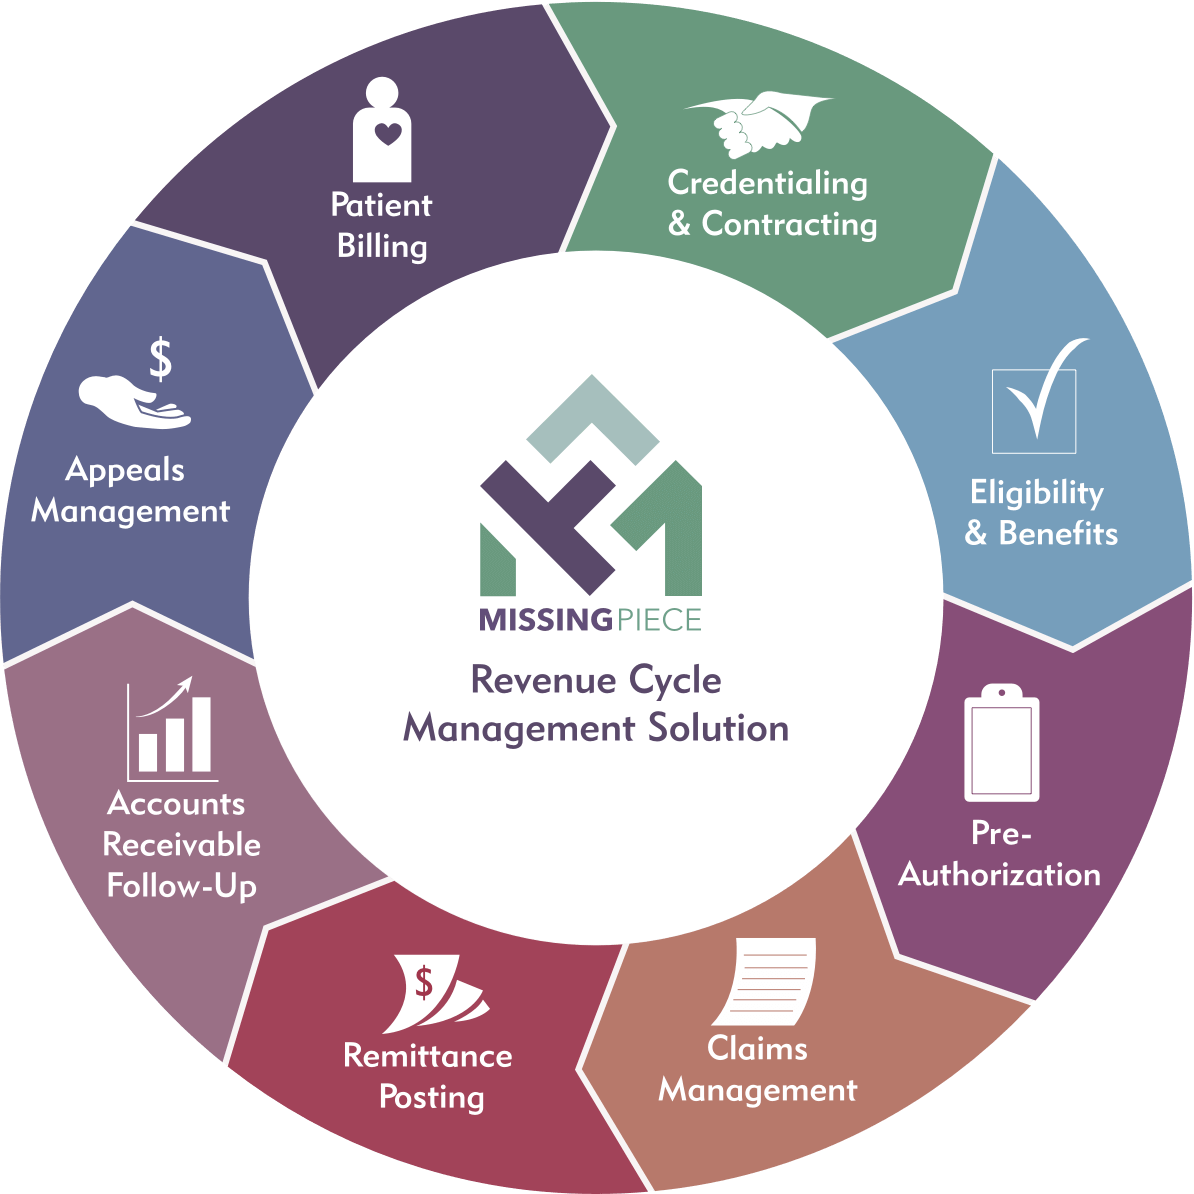 Credentialing
& Contracting
Eligibility
& Benefits
Pre-
Authorization
Claims
Management
$
Remittance
Posting
Accounts
Receivable
Follow-Up
$
Appeals
Management
Patient
Billing
MISSINGPIECE
Revenue Cycle
Management Solution